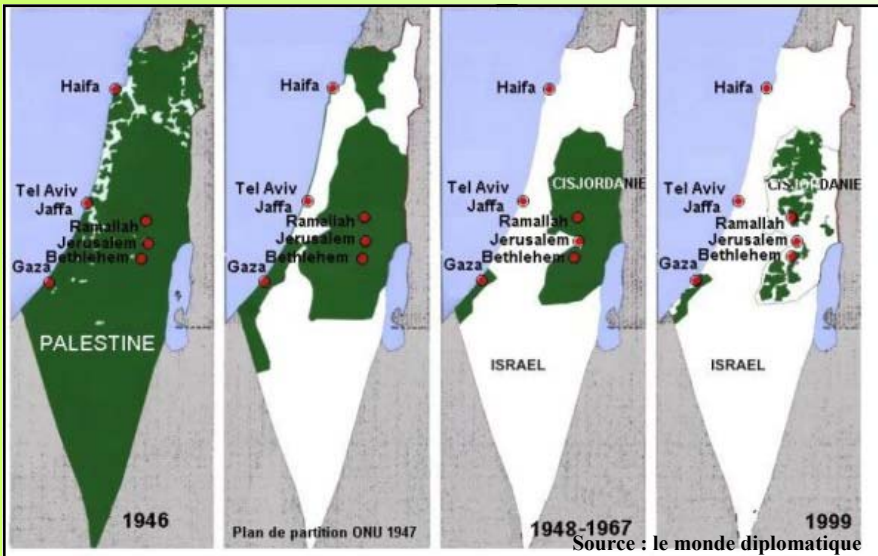 Haifa
Tel Aviv
Jaffa
Ramallah
Jerusalem
Bethlehem
Gaza
PALESTINE
1946
Haifa
Tel Aviv
Jaffa
Ramallah
Jerusalem
Bethlehem
Gaza
Plan de partition ONU 1947
Haifa
CISJORDANIE
Tel Aviv
Jaffa
Ramallah
Jerusalem
Bethlehem
Gaza
ISRAEL
1948-1967
Haifa
CISJORDANIE
Tel Aviv
Jaffa
Ramallah
Jerusalem
Bethlehem
Gaza
ISRAEL
1999
Source : le monde diplomatique